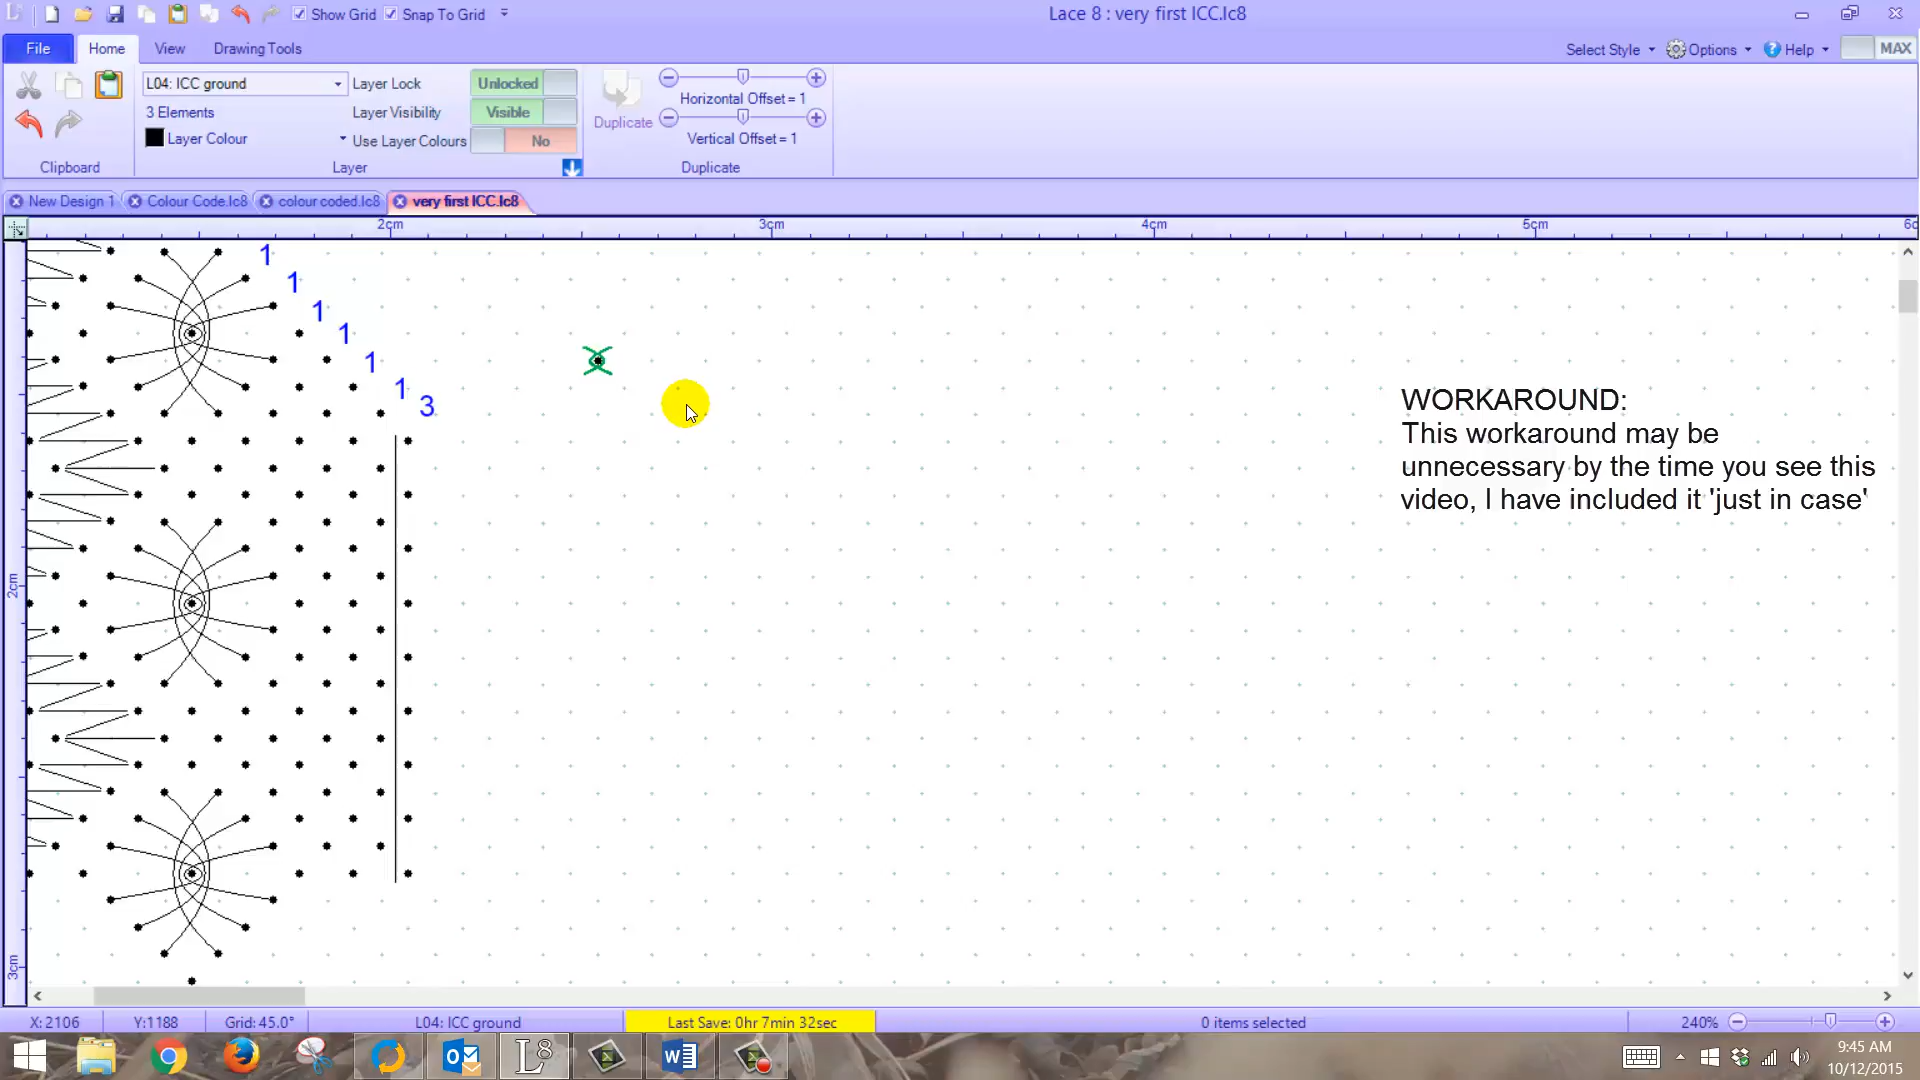 Show Grid Snap To Grid Lace 8 : very first ICC.lc8
File Home View Drawing Tools Select Style Options Help MAX
L04: ICC ground Layer Lock Unlocked
3 Elements Layer Visibility Visible
Layer Colour Use Layer Colours No
Duplicate Horizontal Offset = 1
Vertical Offset = 1
Clipboard Layer Duplicate
New Design 1 Colour Code.lc8 colour coded.lc8 very first ICC.lc8
2cm 3cm 4cm 5cm 6c
1
1
1
1
1
1
3
WORKAROUND:
This workaround may be
unnecessary by the time you see this
video, I have included it 'just in case'
2cm
3cm
X: 2106 Y:1188 Grid: 45.0° L04: ICC ground Last Save: 0hr 7min 32sec 0 items selected 240%
L8
9:45 AM
10/12/2015